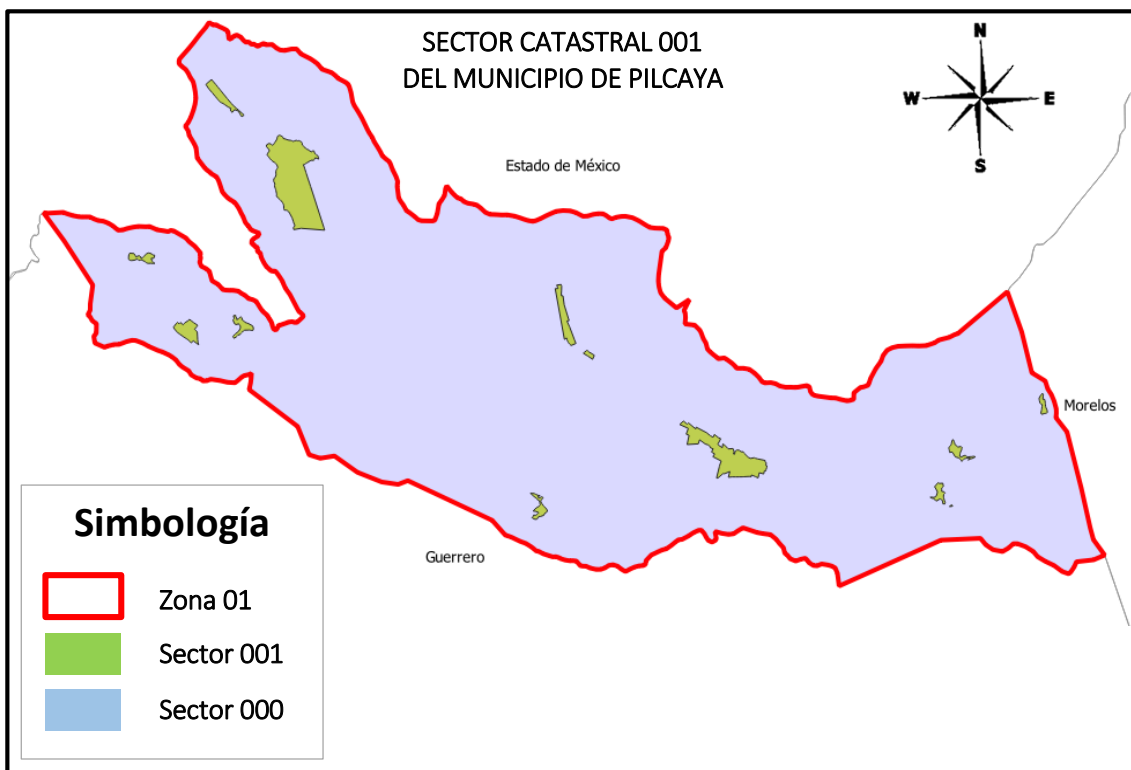 SECTOR CATASTRAL 001
DEL MUNICIPIO DE PILCAYA
N
W
E
S
Estado de México
Morelos
Guerrero
Simbología
Zona 01
Sector 001
Sector 000